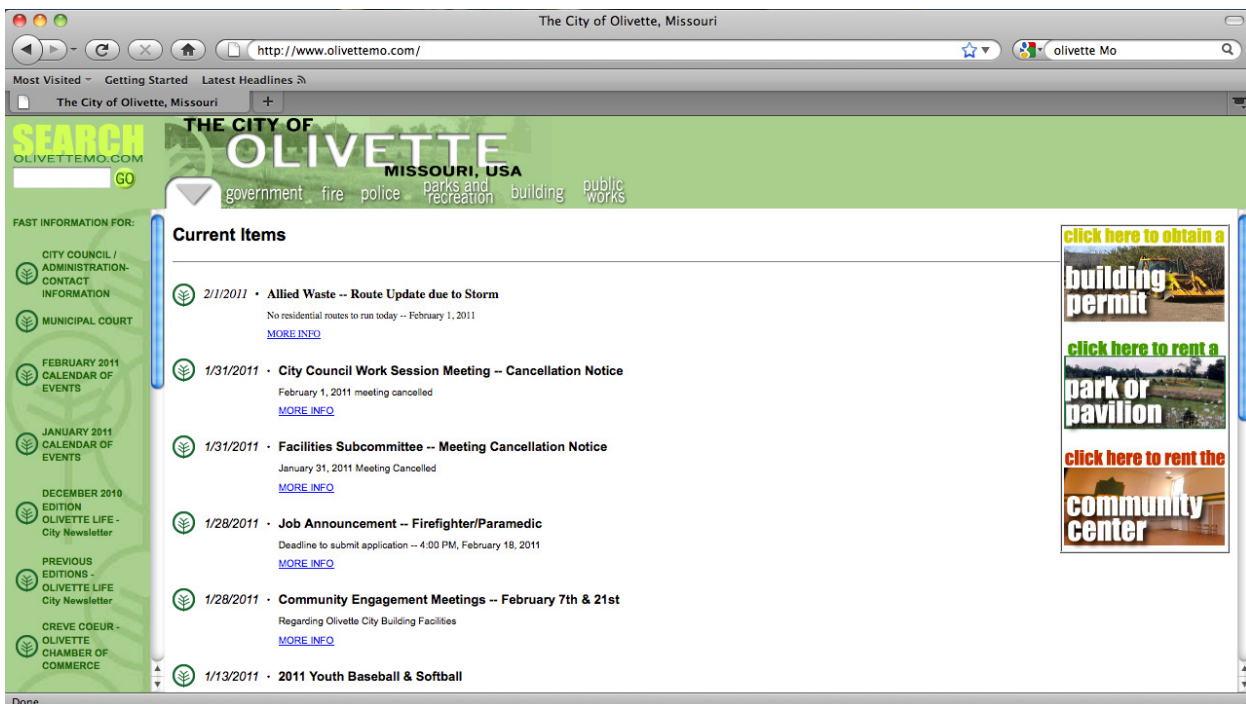 The City of Olivette, Missouri
http://www.olivettemo.com/
olivette Mo
Most Visited
Getting Started
Latest Headlines
The City of Olivette, Missouri
+
SEARCH
OLIVETTEMO.COM
GO
THE CITY OF
OLIVETTE
MISSOURI, USA
government
fire
police
parks and
recreation
building
public
works
FAST INFORMATION FOR:
CITY COUNCIL /
ADMINISTRATION-
CONTACT
INFORMATION
MUNICIPAL COURT
FEBRUARY 2011
CALENDAR OF
EVENTS
JANUARY 2011
CALENDAR OF
EVENTS
DECEMBER 2010
EDITION
OLIVETTE LIFE -
City Newsletter
PREVIOUS
EDITIONS -
OLIVETTE LIFE
City Newsletter
CREVE COEUR -
OLIVETTE
CHAMBER OF
COMMERCE
Current Items
2/1/2011 • Allied Waste -- Route Update due to Storm
No residential routes to run today -- February 1, 2011
MORE INFO
1/31/2011 · City Council Work Session Meeting -- Cancellation Notice
February 1, 2011 meeting cancelled
MORE INFO
1/31/2011 · Facilities Subcommittee -- Meeting Cancellation Notice
January 31, 2011 Meeting Cancelled
MORE INFO
1/28/2011 · Job Announcement -- Firefighter/Paramedic
Deadline to submit application -- 4:00 PM, February 18, 2011
MORE INFO
1/28/2011 · Community Engagement Meetings -- February 7th & 21st
Regarding Olivette City Building Facilities
MORE INFO
1/13/2011 · 2011 Youth Baseball & Softball
click here to obtain a
building
permit
click here to rent a
park or
pavilion
click here to rent the
community
center
Done